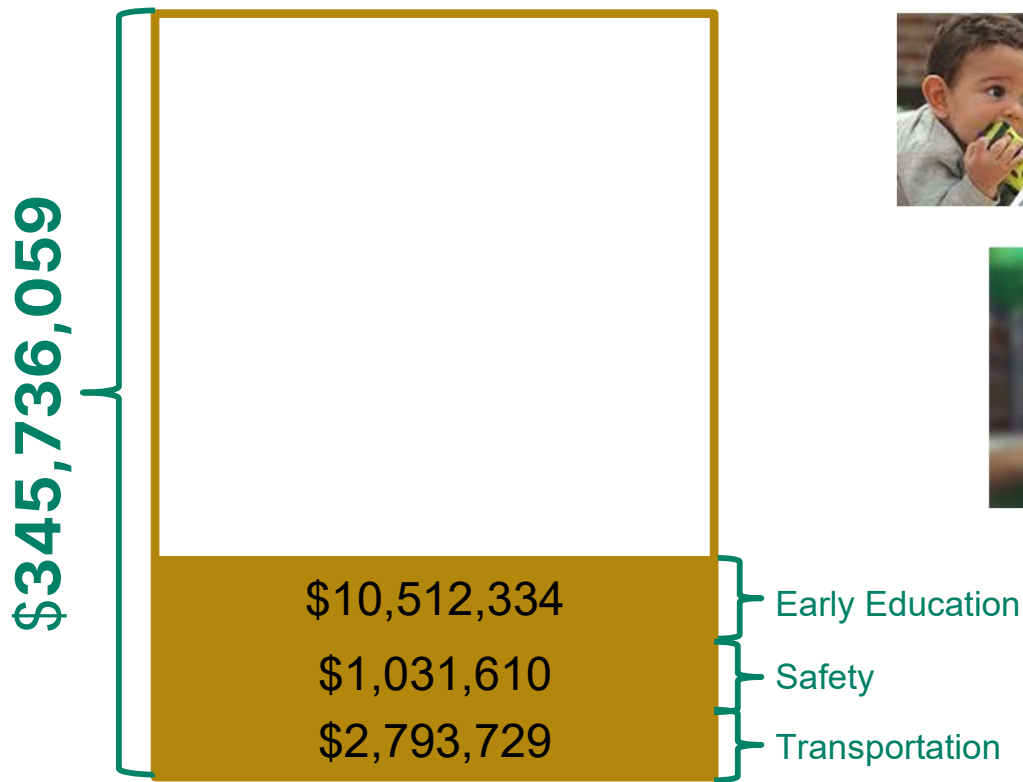 $345,736,059
$10,512,334
Early Education
$1,031,610
Safety
$2,793,729
Transportation